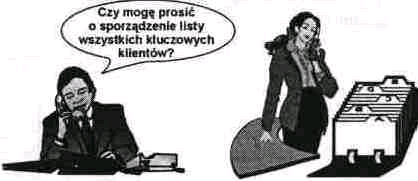 Czy mogę prosić
o sporządzenie listy
wszystkich kluczowych
klientów?